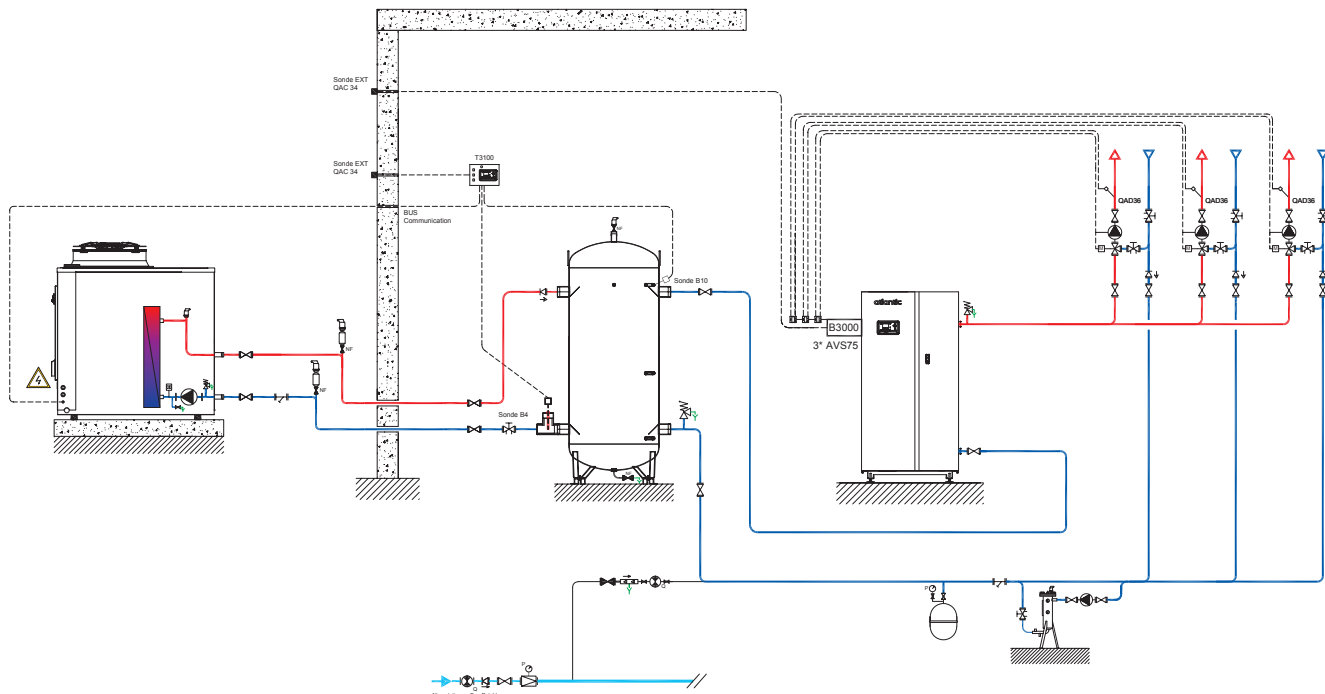 Sonde EXT
QAC 34
Sonde EXT
QAC 34
T3100
BUS
Communication
NF
Sonde B10
atlantic
B3000
3* AVS75
QAD36
QAD36
QAD36
M
M
M
NF
NF
Sonde B4
NF
P
P
Q